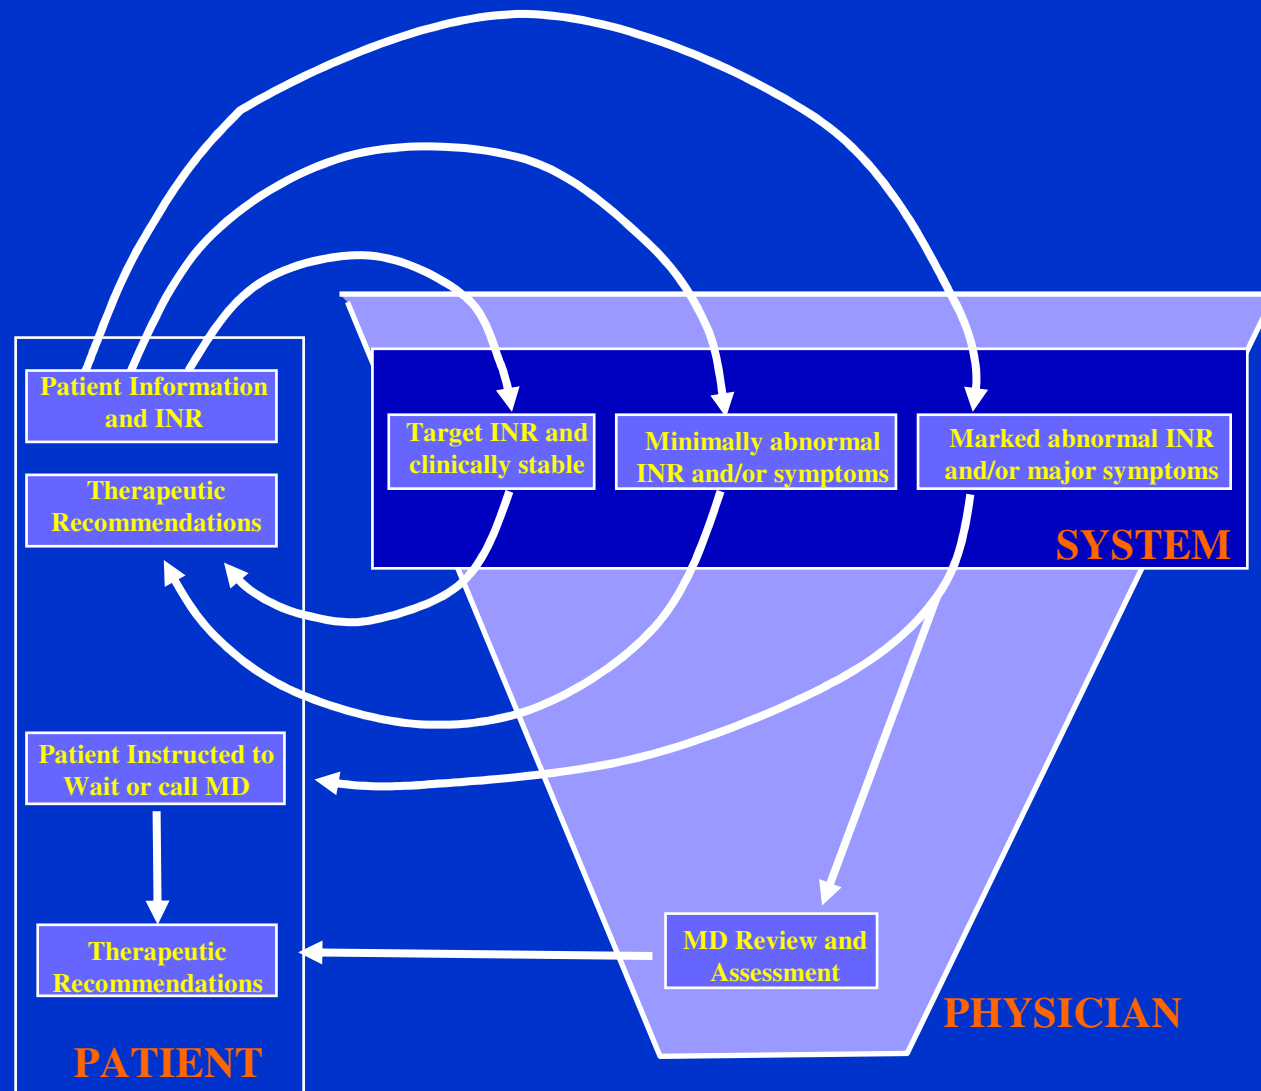 Patient Information
and INR
Therapeutic
Recommendations
Target INR and
clinically stable
Minimally abnormal
INR and/or symptoms
Marked abnormal INR
and/or major symptoms
SYSTEM
Patient Instructed to
Wait or call MD
Therapeutic
Recommendations
MD Review and
Assessment
PHYSICIAN
PATIENT